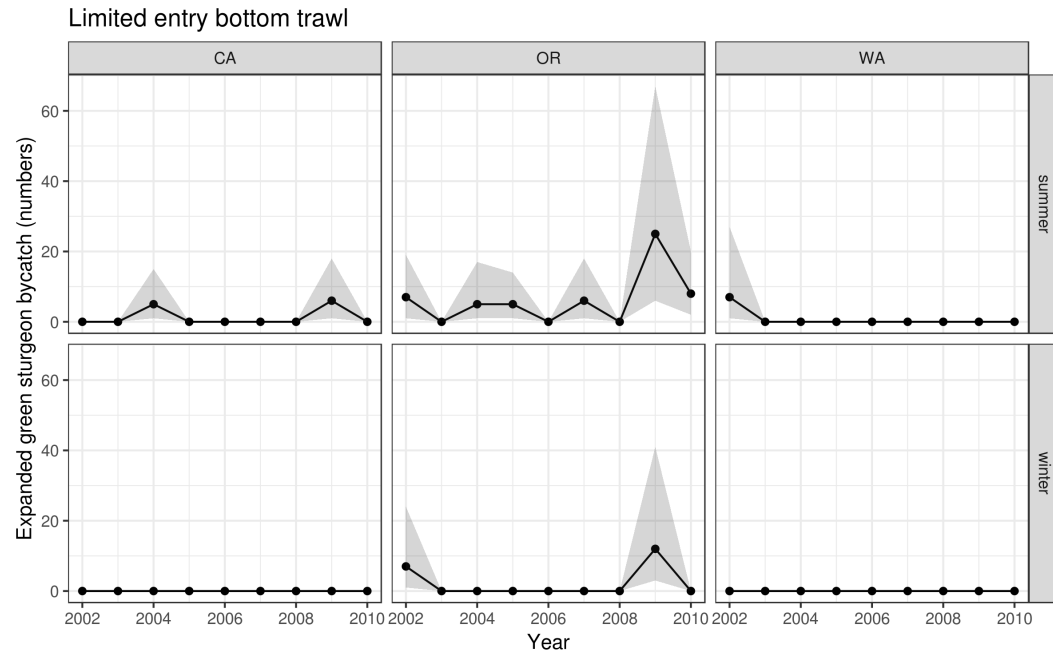 Limited entry bottom trawl
CA OR WA
60
40
20
0
summer
60
40
20
0
winter
Expanded green sturgeon bycatch (numbers)
2002 2004 2006 2008 2010 2002 2004 2006 2008 2010 2002 2004 2006 2008 2010
Year